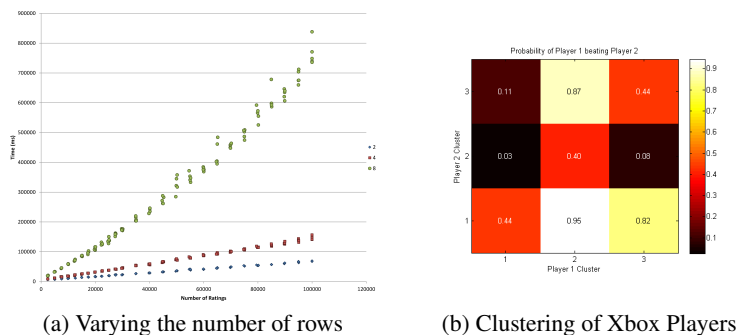 900000
800000
700000
600000
500000
400000
300000
200000
100000
0
Time (ms)
0 20000 40000 60000 80000 100000 120000
Number of Ratings
2
4
8
(a) Varying the number of rows
Probability of Player 1 beating Player 2
Player 2 Cluster
3 0.11 0.87 0.44
2 0.03 0.40 0.08
1 0.44 0.95 0.82
1 2 3
Player 1 Cluster
0.9
0.8
0.7
0.6
0.5
0.4
0.3
0.2
0.1
(b) Clustering of Xbox Players